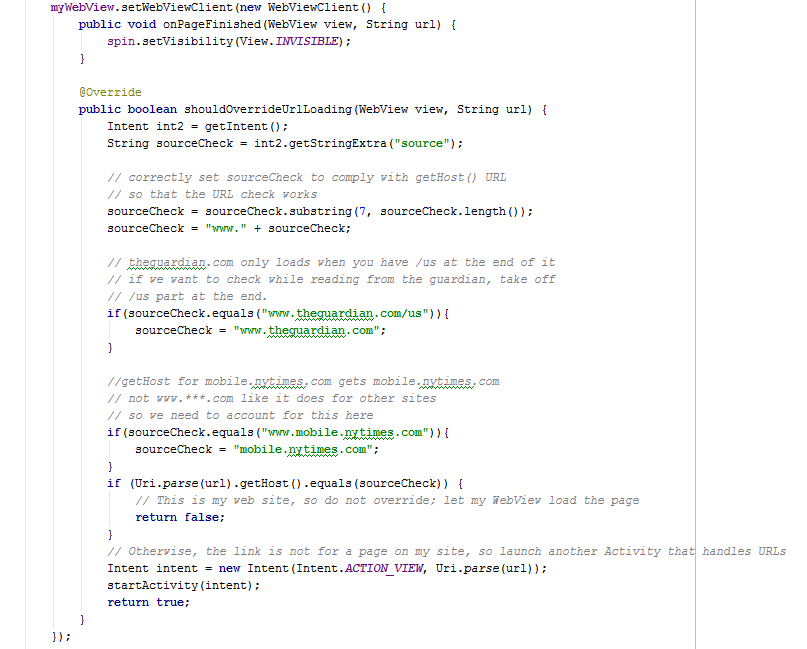 myWebView.setWebViewClient(new WebViewClient() {
    public void onPageFinished(WebView view, String url) {
        spin.setVisibility(View.INVISIBLE);
    }

    @Override
    public boolean shouldOverrideUrlLoading(WebView view, String url) {
        Intent int2 = getIntent();
        String sourceCheck = int2.getStringExtra("source");

        // correctly set sourceCheck to comply with getHost() URL
        // so that the URL check works
        sourceCheck = sourceCheck.substring(7, sourceCheck.length());
        sourceCheck = "www." + sourceCheck;

        // theguardian.com only loads when you have /us at the end of it
        // if we want to check while reading from the guardian, take off
        // /us part at the end.
        if(sourceCheck.equals("www.theguardian.com/us")){
            sourceCheck = "www.theguardian.com";
        }

        //getHost for mobile.nytimes.com gets mobile.nytimes.com
        // not www.***.com like it does for other sites
        // so we need to account for this here
        if(sourceCheck.equals("www.mobile.nytimes.com")){
            sourceCheck = "mobile.nytimes.com";
        }
        if (Uri.parse(url).getHost().equals(sourceCheck)) {
            // This is my web site, so do not override; let my WebView load the page
            return false;
        }
        // Otherwise, the link is not for a page on my site, so launch another Activity that handles URLs
        Intent intent = new Intent(Intent.ACTION_VIEW, Uri.parse(url));
        startActivity(intent);
        return true;
    }
});